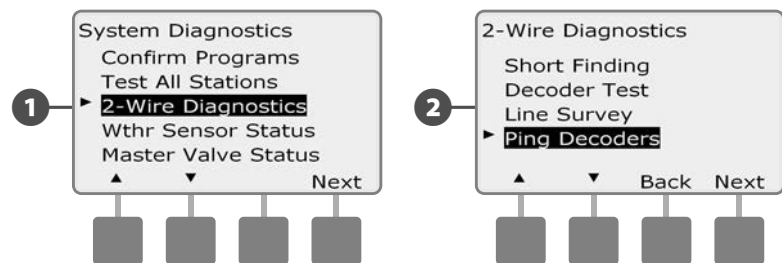 System Diagnostics
Confirm Programs
Test All Stations
1
2-Wire Diagnostics
Wthr Sensor Status
Master Valve Status
Next
2-Wire Diagnostics
Short Finding
Decoder Test
2
Line Survey
Ping Decoders
Back Next